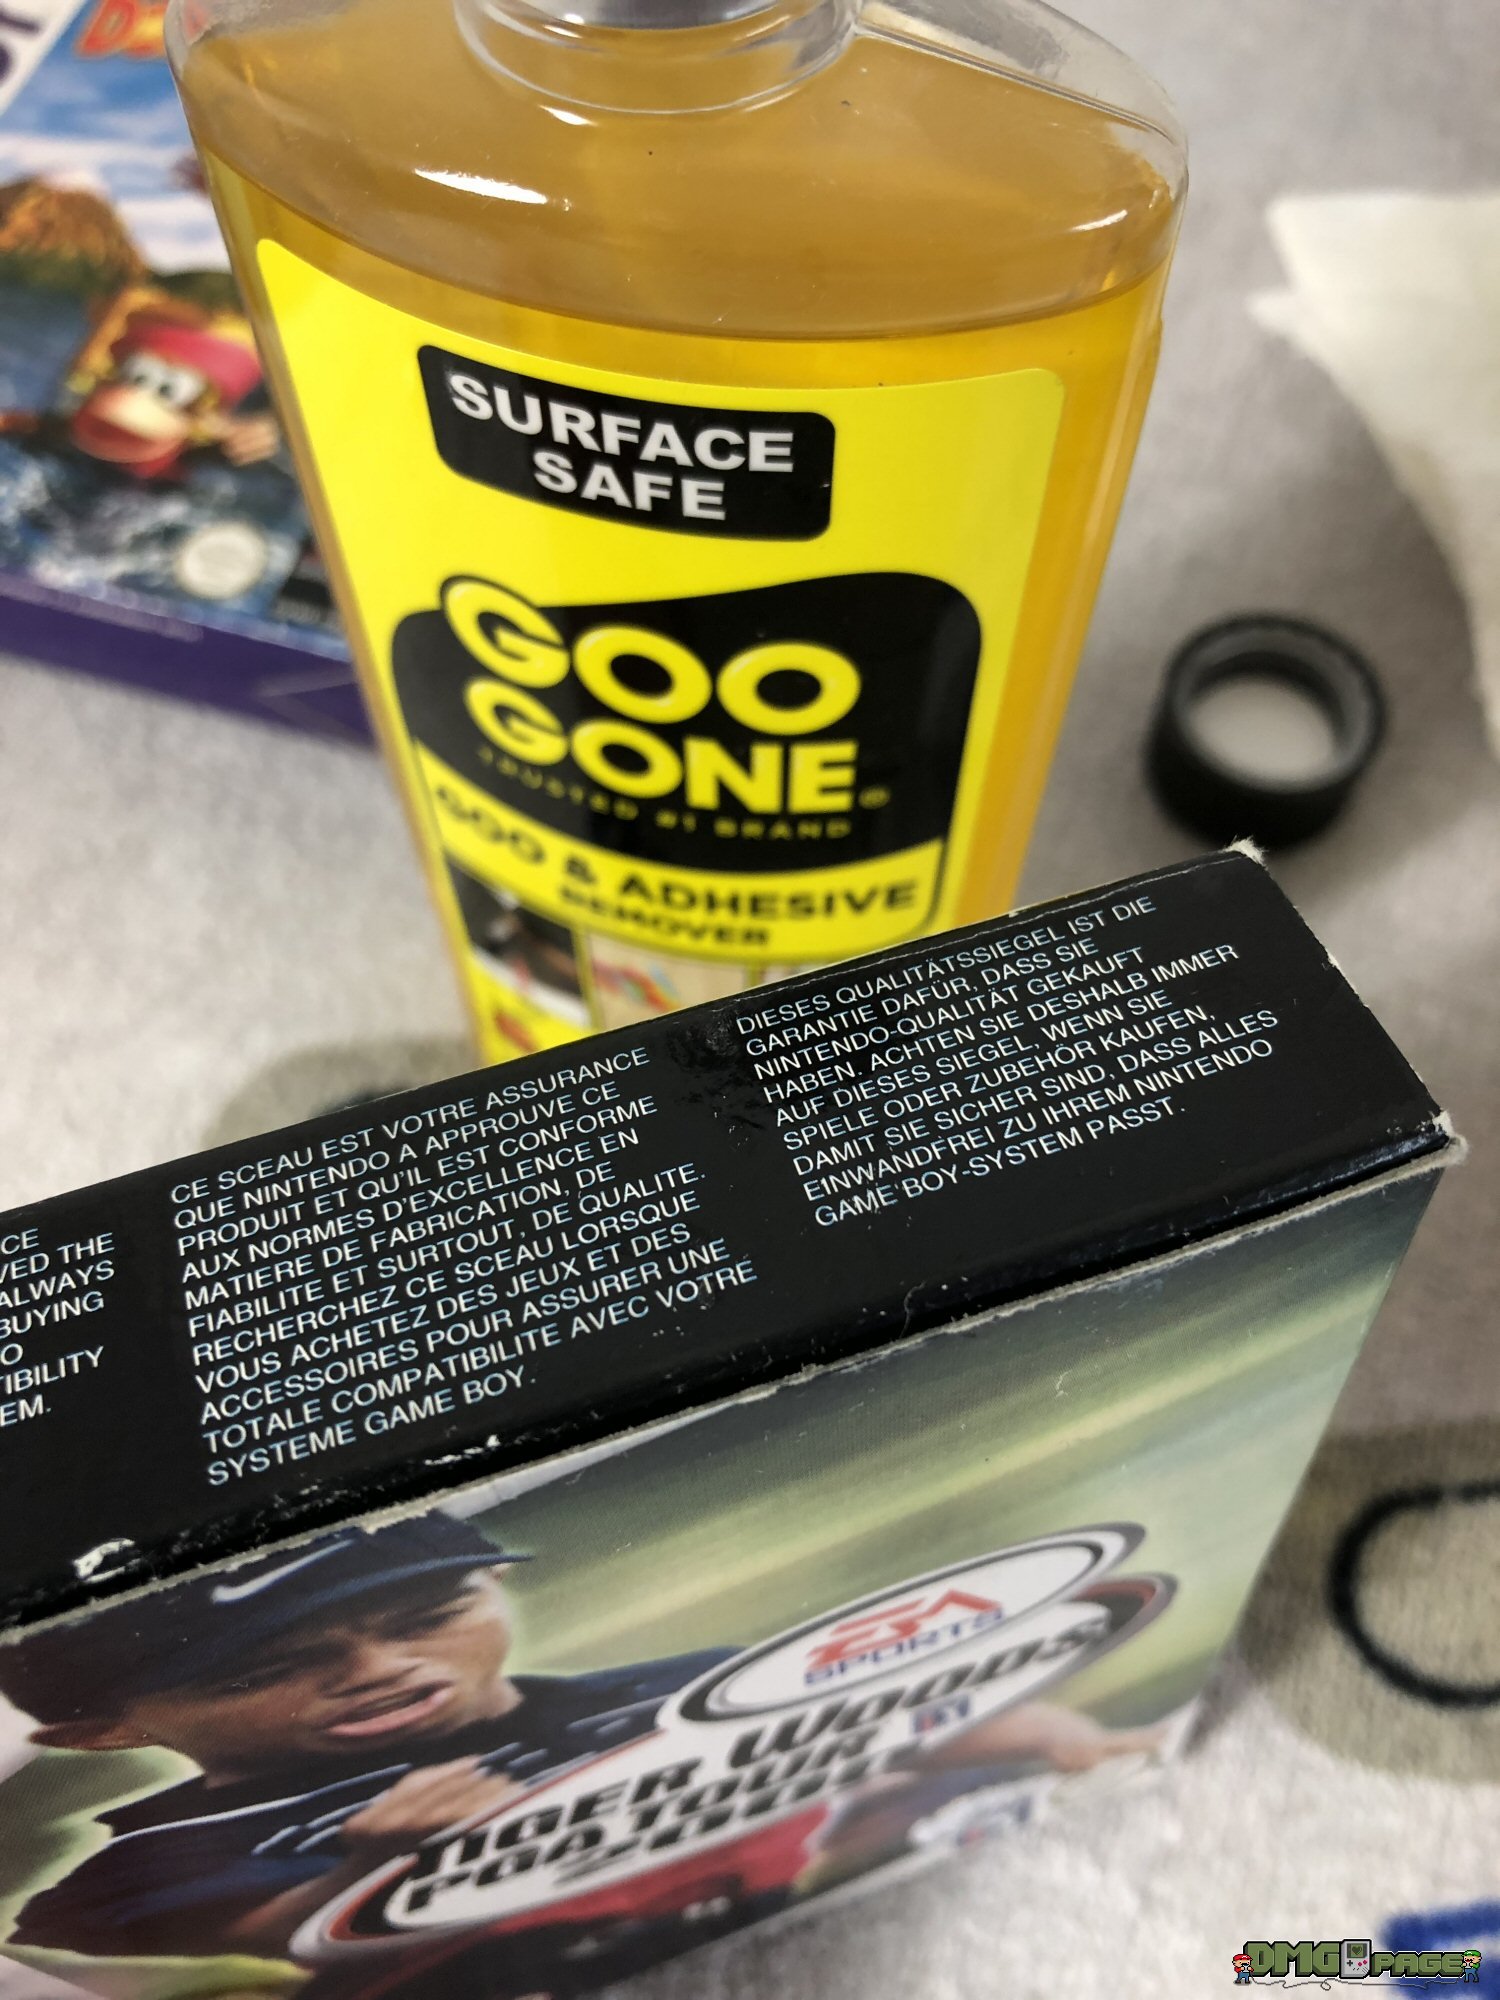 SURFACE
SAFE
GOO
GONE
TRUSTED #1 BRAND
GOO & ADHESIVE
REMOVER
CE
VED THE
ALWAYS
BUYING
O
TIBILITY
EM.
CE SCEAU EST VOTRE ASSURANCE
QUE NINTENDO A APPROUVE CE
PRODUIT ET QU'IL EST CONFORME
AUX NORMES D'EXCELLENCE EN
MATIERE DE FABRICATION, DE
FIABILITE ET SURTOUT, DE QUALITE.
RECHERCHEZ CE SCEAU LORSQUE
VOUS ACHETEZ DES JEUX ET DES
ACCESSOIRES POUR ASSURER UNE
TOTALE COMPATIBILITE AVEC VOTRE
SYSTEME GAME BOY.
DIESES QUALITÄTSSIEGEL IST DIE
GARANTIE DAFÜR, DASS SIE
NINTENDO-QUALITÄT GEKAUFT
HABEN. ACHTEN SIE DESHALB IMMER
AUF DIESES SIEGEL, WENN SIE
SPIELE ODER ZUBEHÖR KAUFEN,
DAMIT SIE SICHER SIND, DASS ALLES
EINWANDFREI ZU IHREM NINTENDO
GAME BOY-SYSTEM PASST.
EA
SPORTS
TIGER WOODS
PGA TOUR
2000
DMG PAGE